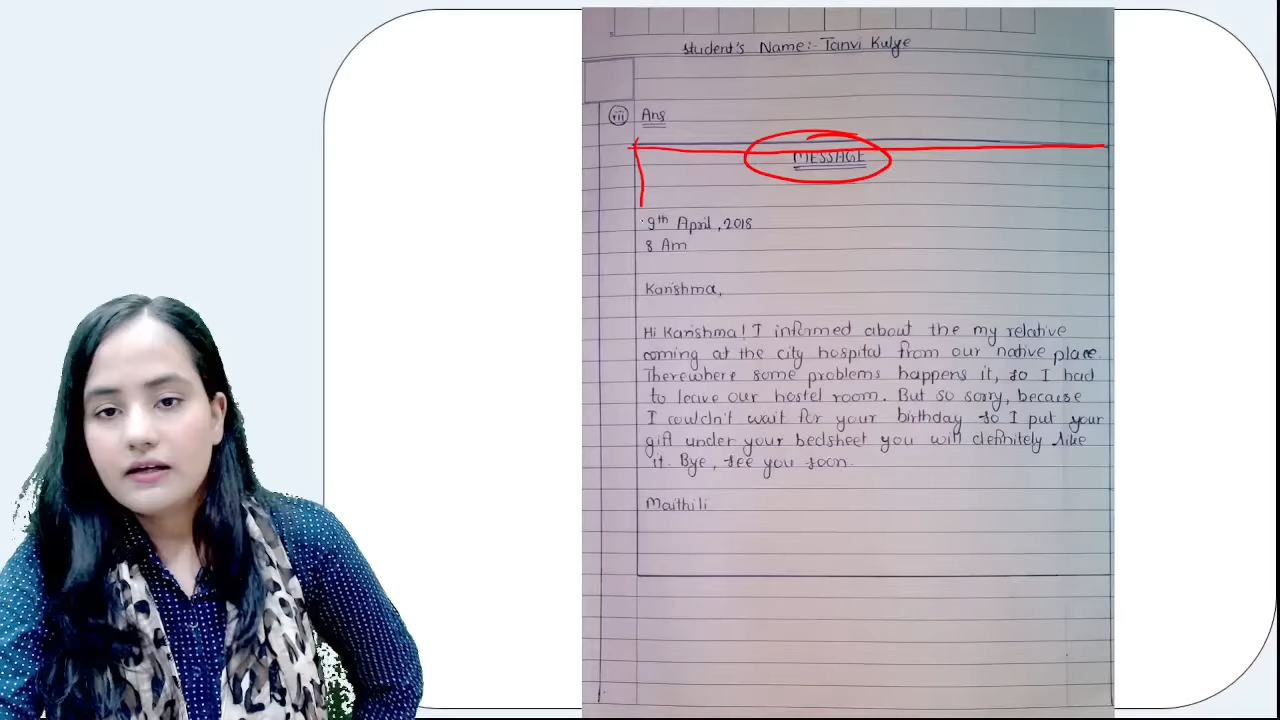 Student's Name:- Tanvi Kulye
iii Ans
MESSAGE
9th April, 2018
8 Am
Karishma,
Hi Karishma! I informed about the my relative
coming at the city hospital from our native place.
Therewhere some problems happens it, so I had
to leave our hostel room. But so sorry, because
I couldn't wait for your birthday so I put your
gift under your bedsheet you will definitely like
it. Bye, see you soon.
Maithili